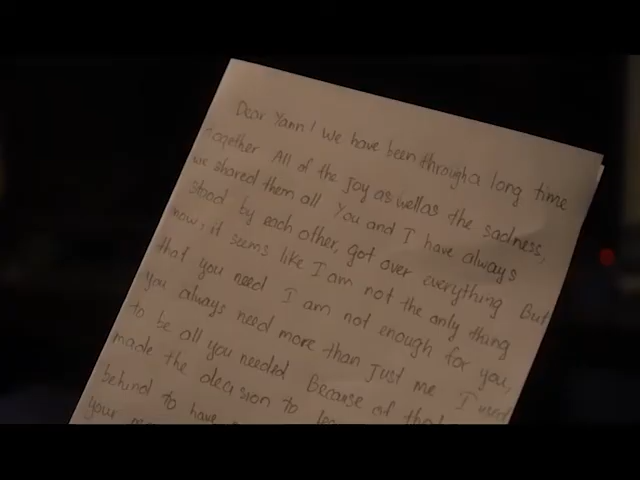 Dear Yann! We have been through a long time
together All of the joy as well as the sadness,
we shared them all You and I have always
stood by each other, got over everything But
now, it seems like I am not the only thing
that you need I am not enough for you,
you always need more than just me I used
to be all you needed Because of that
made the decision to
behind to have
your